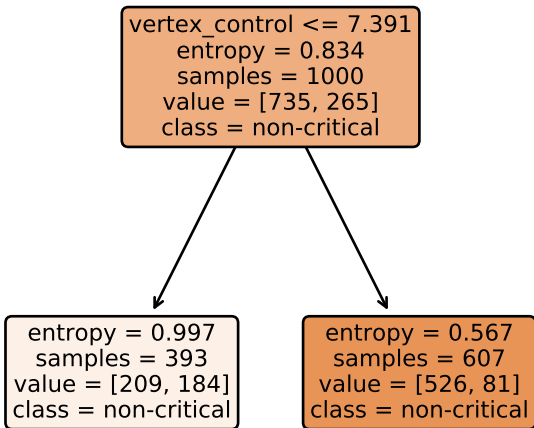 vertex_control <= 7.391
entropy = 0.834
samples = 1000
value = [735, 265]
class = non-critical
entropy = 0.997
samples = 393
value = [209, 184]
class = non-critical
entropy = 0.567
samples = 607
value = [526, 81]
class = non-critical